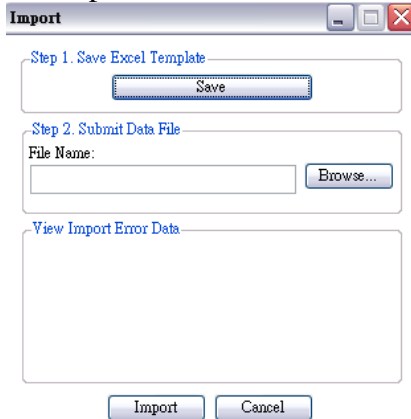 Import
Step 1. Save Excel Template
Save
Step 2. Submit Data File
File Name:
Browse...
View Import Error Data
Import
Cancel